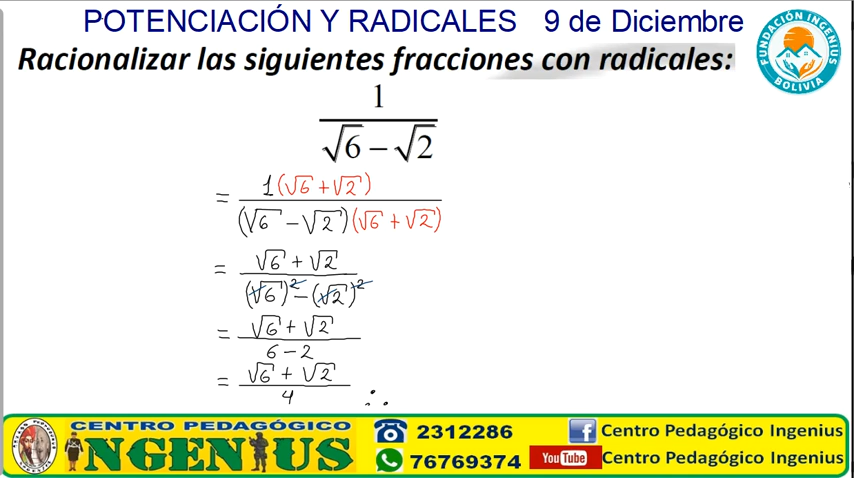 POTENCIACIÓN Y RADICALES 9 de Diciembre
FUNDACIÓN INGENIUS
BOLIVIA
Racionalizar las siguientes fracciones con radicales:
1
√6 − √2
= 1(√6 + √2)
(√6 − √2)(√6 + √2)
= √6 + √2
(√6)² − (√2)²
= √6 + √2
6 − 2
= √6 + √2
4 ∴
CENTRO PEDAGÓGICO
INGENIUS
2312286
76769374
f Centro Pedagógico Ingenius
YouTube Centro Pedagógico Ingenius